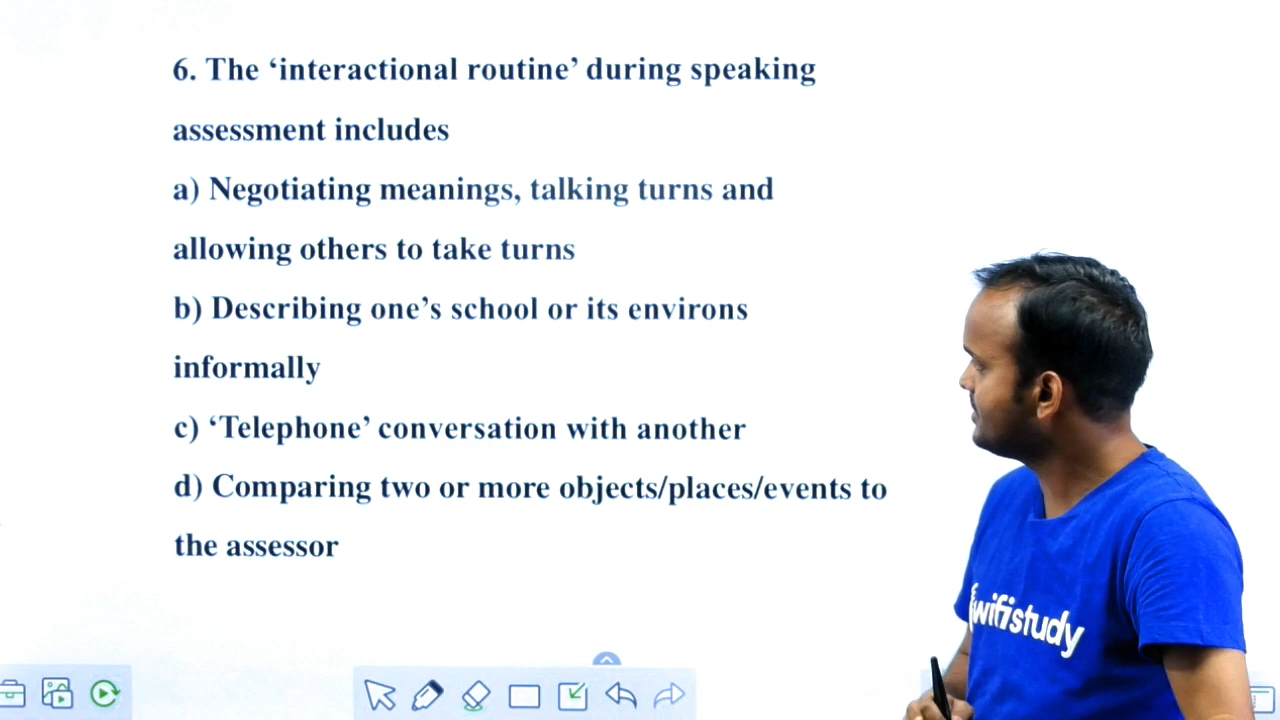 6. The ‘interactional routine’ during speaking
assessment includes
a) Negotiating meanings, talking turns and
allowing others to take turns
b) Describing one’s school or its environs
informally
c) ‘Telephone’ conversation with another
d) Comparing two or more objects/places/events to
the assessor
wifistudy